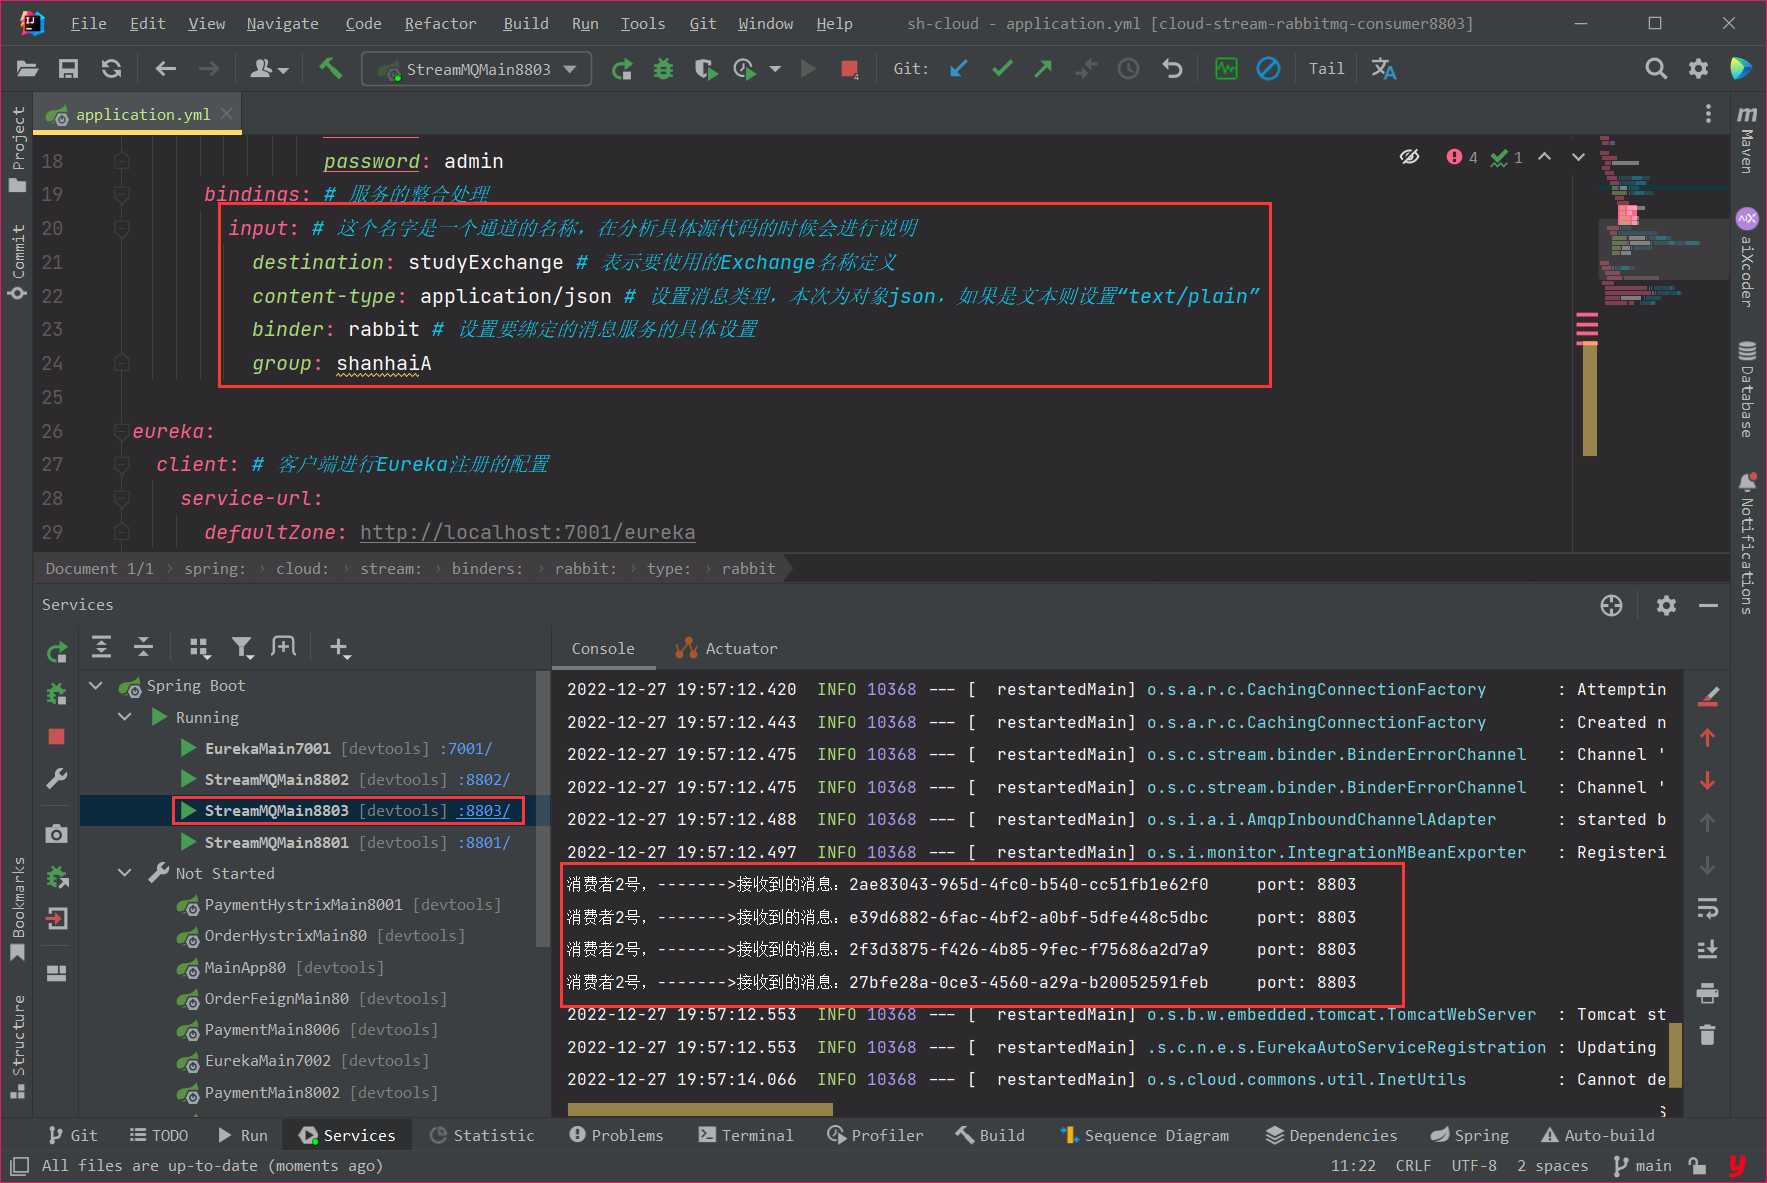 File Edit View Navigate Code Refactor Build Run Tools Git Window Help sh-cloud - application.yml [cloud-stream-rabbitmq-consumer8803]
StreamMQMain8803 Git: Tail
application.yml
Project
Commit
Bookmarks
Structure
18 password: admin
19 bindings: # 服务的整合处理
20 input: # 这个名字是一个通道的名称，在分析具体源代码的时候会进行说明
21 destination: studyExchange # 表示要使用的Exchange名称定义
22 content-type: application/json # 设置消息类型，本次为对象json，如果是文本则设置“text/plain”
23 binder: rabbit # 设置要绑定的消息服务的具体设置
24 group: shanhaiA
25
26 eureka:
27 client: # 客户端进行Eureka注册的配置
28 service-url:
29 defaultZone: http://localhost:7001/eureka
4 1
Maven
aiXcoder
Database
Notifications
Document 1/1 › spring: › cloud: › stream: › binders: › rabbit: › type: › rabbit
Services
Spring Boot
Running
EurekaMain7001 [devtools] :7001/
StreamMQMain8802 [devtools] :8802/
StreamMQMain8803 [devtools] :8803/
StreamMQMain8801 [devtools] :8801/
Not Started
PaymentHystrixMain8001 [devtools]
OrderHystrixMain80 [devtools]
MainApp80 [devtools]
OrderFeignMain80 [devtools]
PaymentMain8006 [devtools]
EurekaMain7002 [devtools]
PaymentMain8002 [devtools]
Console Actuator
2022-12-27 19:57:12.420 INFO 10368 --- [ restartedMain] o.s.a.r.c.CachingConnectionFactory : Attemptin
2022-12-27 19:57:12.443 INFO 10368 --- [ restartedMain] o.s.a.r.c.CachingConnectionFactory : Created n
2022-12-27 19:57:12.475 INFO 10368 --- [ restartedMain] o.s.c.stream.binder.BinderErrorChannel : Channel '
2022-12-27 19:57:12.475 INFO 10368 --- [ restartedMain] o.s.c.stream.binder.BinderErrorChannel : Channel '
2022-12-27 19:57:12.488 INFO 10368 --- [ restartedMain] o.s.i.a.i.AmqpInboundChannelAdapter : started b
2022-12-27 19:57:12.497 INFO 10368 --- [ restartedMain] o.s.i.monitor.IntegrationMBeanExporter : Registeri
消费者2号，------->接收到的消息：2ae83043-965d-4fc0-b540-cc51fb1e62f0 port: 8803
消费者2号，------->接收到的消息：e39d6882-6fac-4bf2-a0bf-5dfe448c5dbc port: 8803
消费者2号，------->接收到的消息：2f3d3875-f426-4b85-9fec-f75686a2d7a9 port: 8803
消费者2号，------->接收到的消息：27bfe28a-0ce3-4560-a29a-b20052591feb port: 8803
2022-12-27 19:57:12.553 INFO 10368 --- [ restartedMain] o.s.b.w.embedded.tomcat.TomcatWebServer : Tomcat st
2022-12-27 19:57:12.553 INFO 10368 --- [ restartedMain] .s.c.n.e.s.EurekaAutoServiceRegistration : Updating
2022-12-27 19:57:14.066 INFO 10368 --- [ restartedMain] o.s.cloud.commons.util.InetUtils : Cannot de
Git TODO Run Services Statistic Problems Terminal Profiler Build Sequence Diagram Dependencies Spring Auto-build
All files are up-to-date (moments ago) 11:22 CRLF UTF-8 2 spaces main